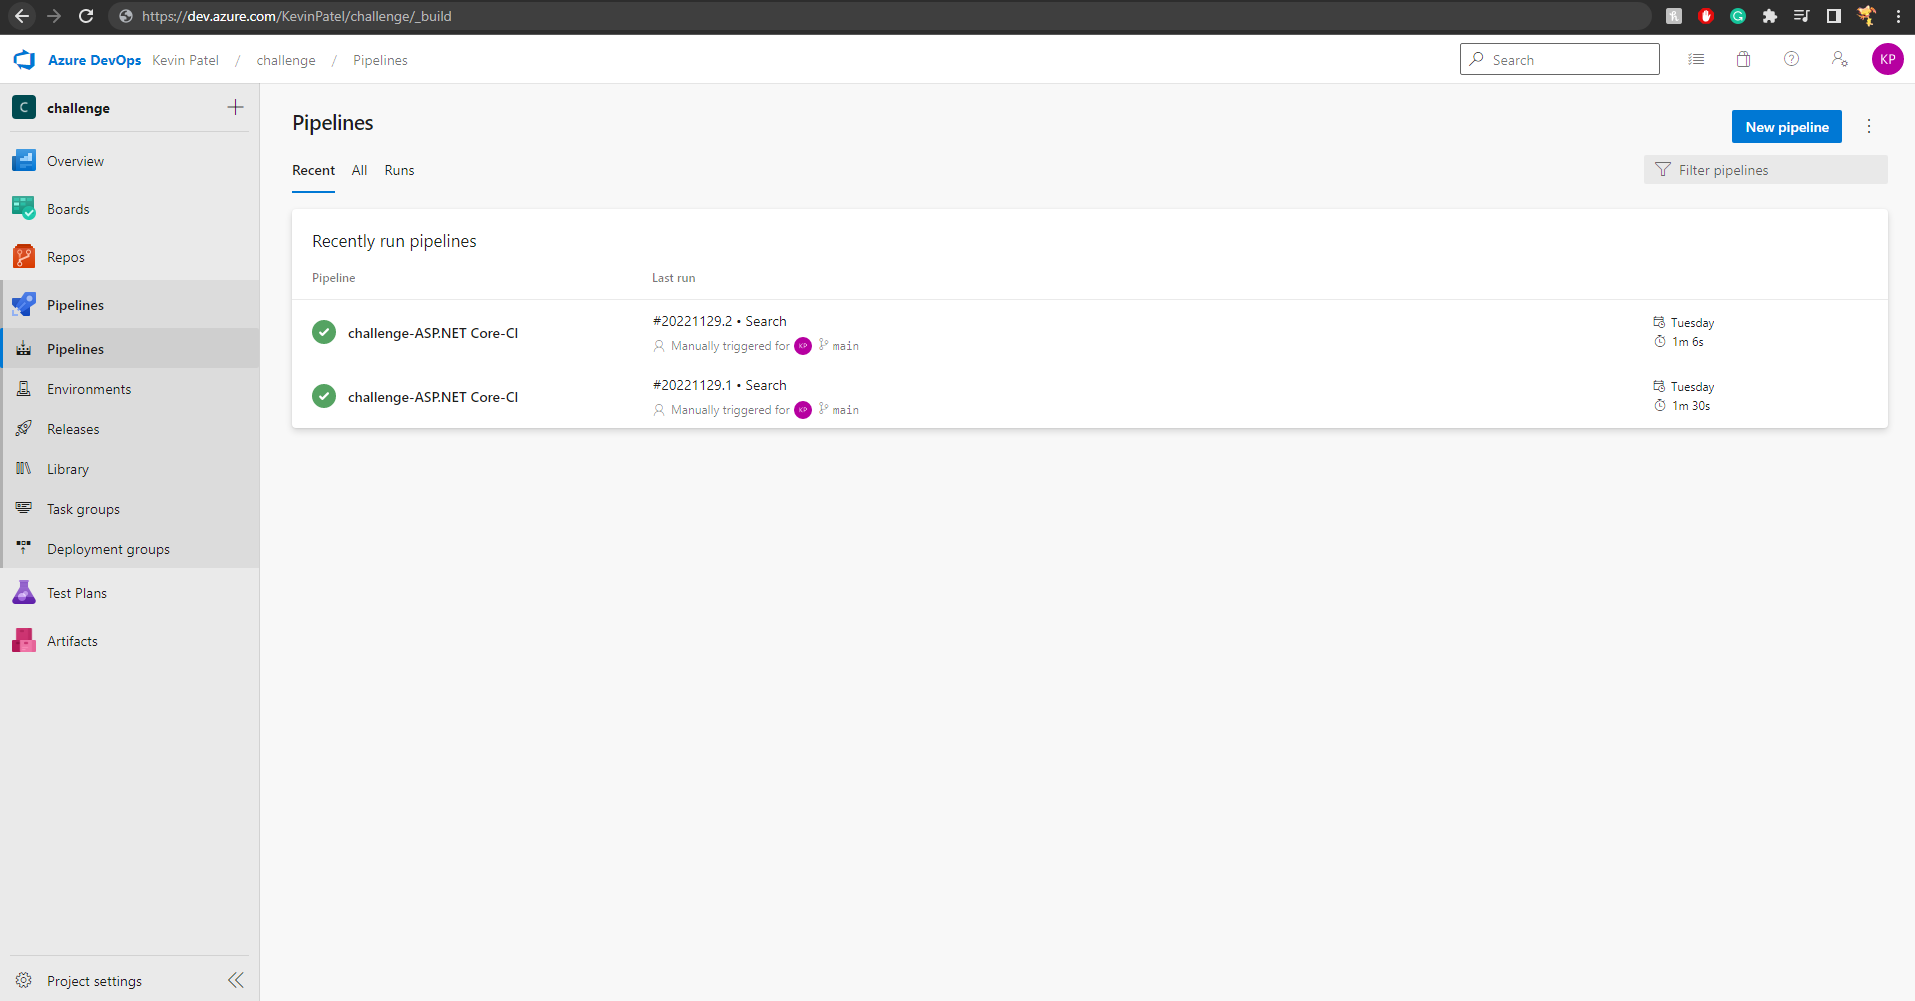 https://dev.azure.com/KevinPatel/challenge/_build
Azure DevOps Kevin Patel / challenge / Pipelines
Search
KP
C challenge
Overview
Boards
Repos
Pipelines
Pipelines
Environments
Releases
Library
Task groups
Deployment groups
Test Plans
Artifacts
Project settings
Pipelines
New pipeline
Recent All Runs
Filter pipelines
Recently run pipelines
Pipeline Last run
challenge-ASP.NET Core-CI
#20221129.2 • Search
Manually triggered for KP main
Tuesday
1m 6s
challenge-ASP.NET Core-CI
#20221129.1 • Search
Manually triggered for KP main
Tuesday
1m 30s